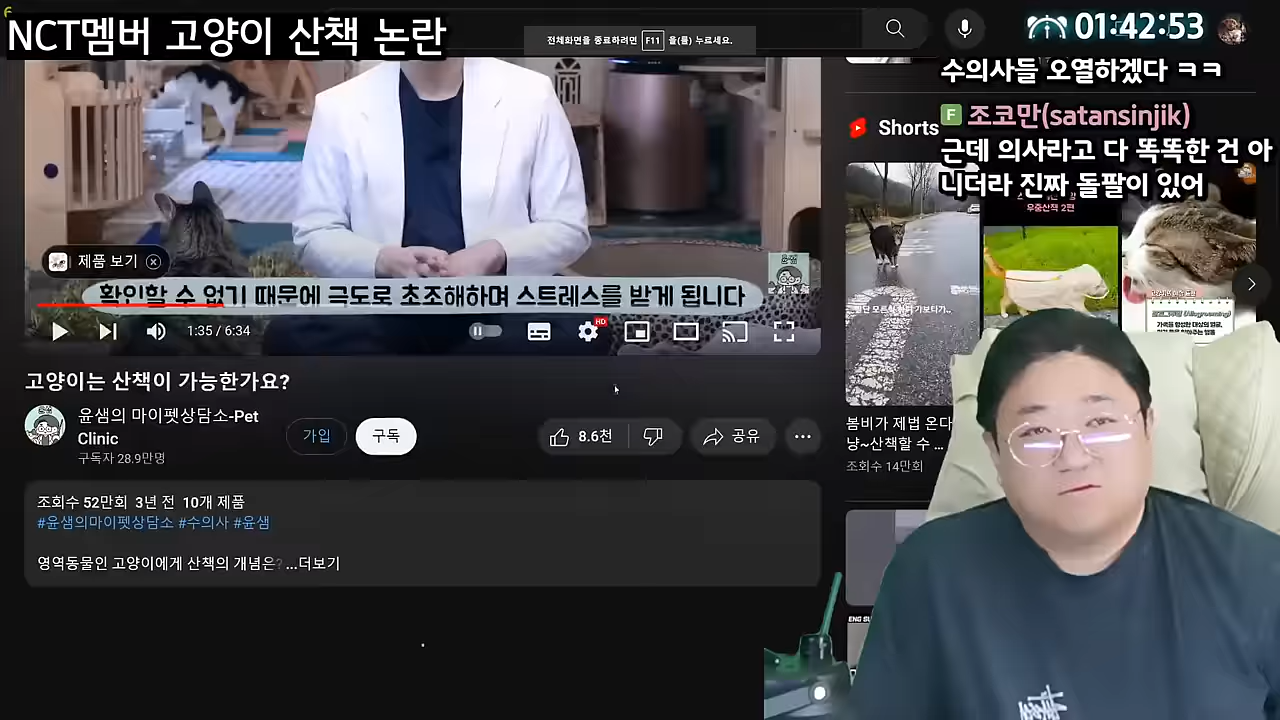 NCT멤버 고양이 산책 논란
전체화면을 종료하려면 F11 을(를) 누르세요.
01:42:53
수의사들 오열하겠다 ㅋㅋ
F 조코만(satansinjik)
근데 의사라고 다 똑똑한 건 아
니더라 진짜 돌팔이 있어
Shorts
우중산책 2편
제품 보기
윤샘
확인할 수 없기 때문에 극도로 초조해하며 스트레스를 받게 됩니다
1:35 / 6:34
HD
고양이는 산책이 가능한가요?
윤샘의 마이펫상담소-Pet
Clinic
구독자 28.9만명
가입
구독
8.6천
공유
봄비가 제법 온다
냥~산책할 수 ...
조회수 14만회
조회수 52만회 3년 전 10개 제품
#윤샘의마이펫상담소 #수의사 #윤샘
영역동물인 고양이에게 산책의 개념은? ...더보기